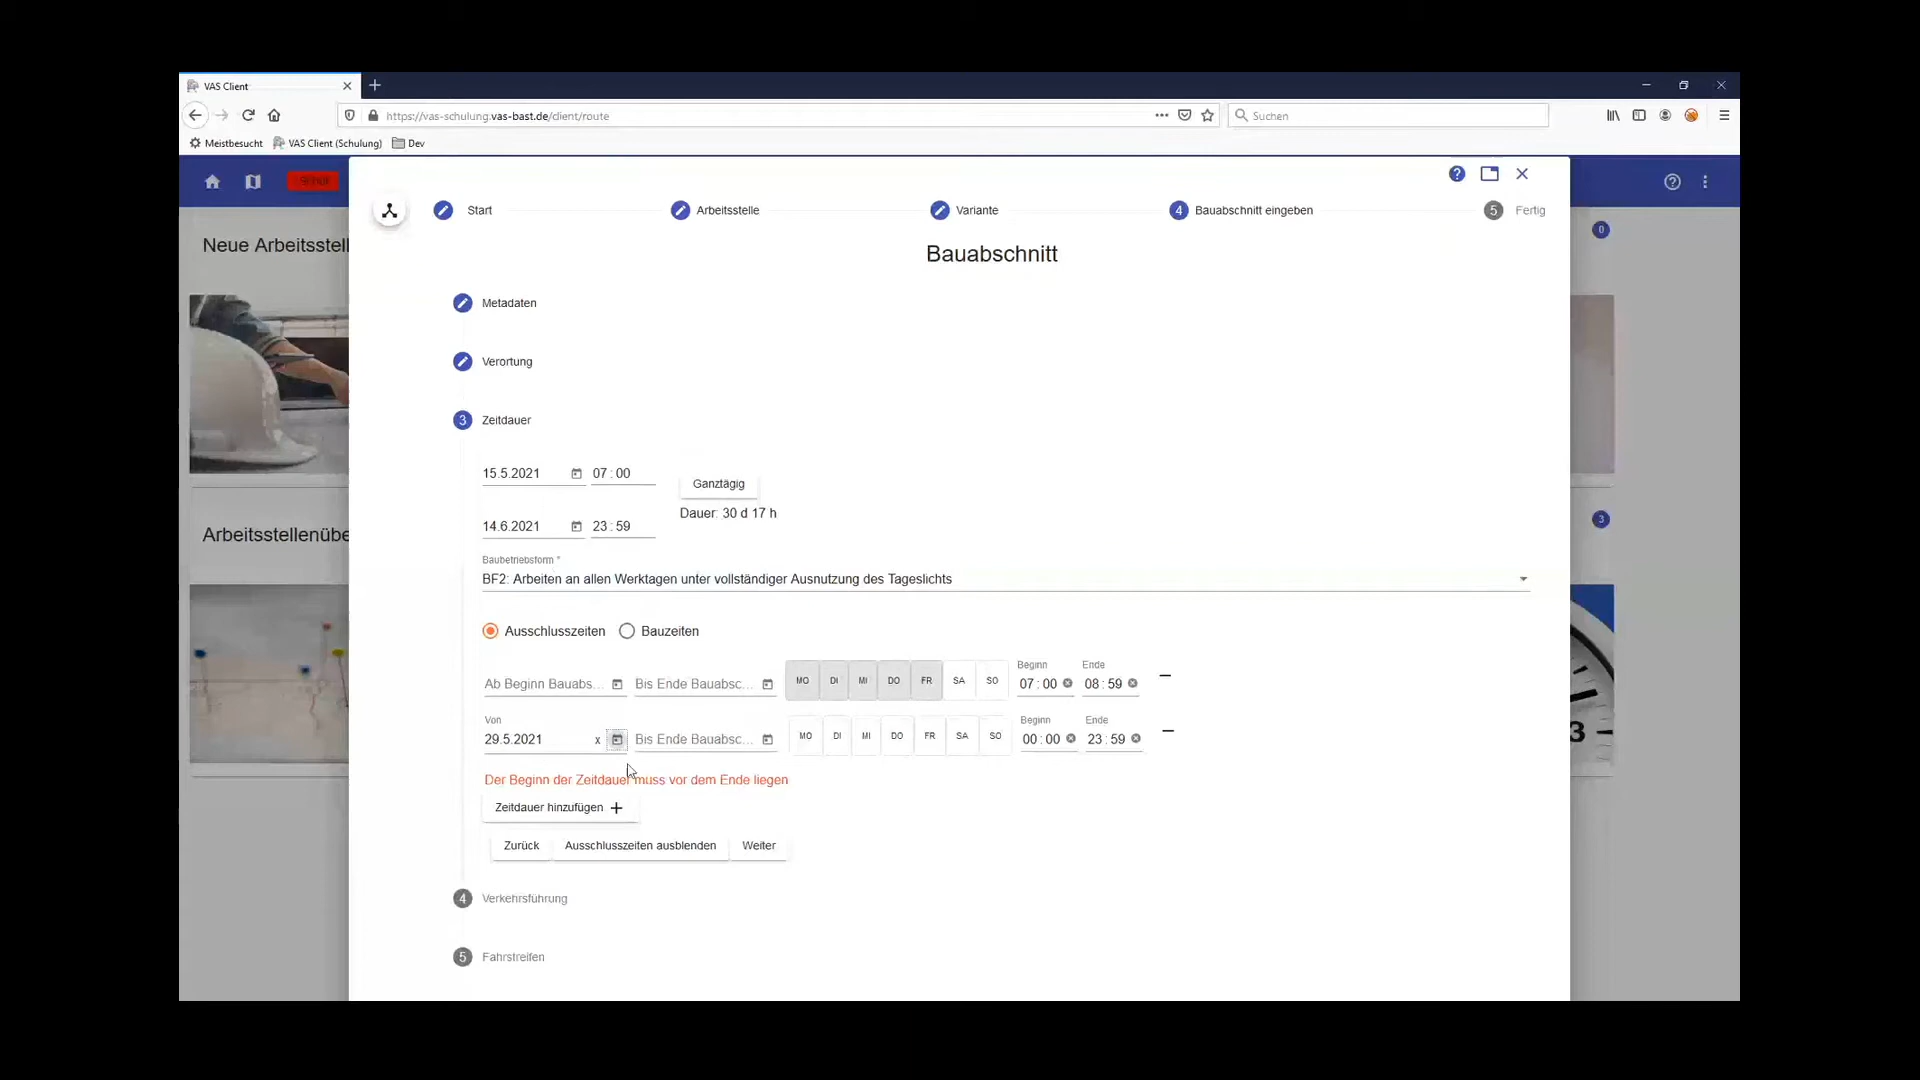 VAS Client
https://vas-schulung.vas-bast.de/client/route
Suchen
Meistbesucht VAS Client (Schulung) Dev
Start Arbeitsstelle Variante 4 Bauabschnitt eingeben 5 Fertig
Neue Arbeitsstell
0
Bauabschnitt
Metadaten
Verortung
3 Zeitdauer
15.5.2021 07 : 00
Ganztägig
Dauer: 30 d 17 h
14.6.2021 23 : 59
Arbeitsstellenübe
3
Baubetriebsform *
BF2: Arbeiten an allen Werktagen unter vollständiger Ausnutzung des Tageslichts
Ausschlusszeiten Bauzeiten
Beginn Ende
Ab Beginn Bauabs... Bis Ende Bauabsc... MO DI MI DO FR SA SO 07 : 00 08 : 59
Von Beginn Ende
29.5.2021 x Bis Ende Bauabsc... MO DI MI DO FR SA SO 00 : 00 23 : 59
3
Der Beginn der Zeitdauer muss vor dem Ende liegen
Zeitdauer hinzufügen +
Zurück Ausschlusszeiten ausblenden Weiter
4 Verkehrsführung
5 Fahrstreifen